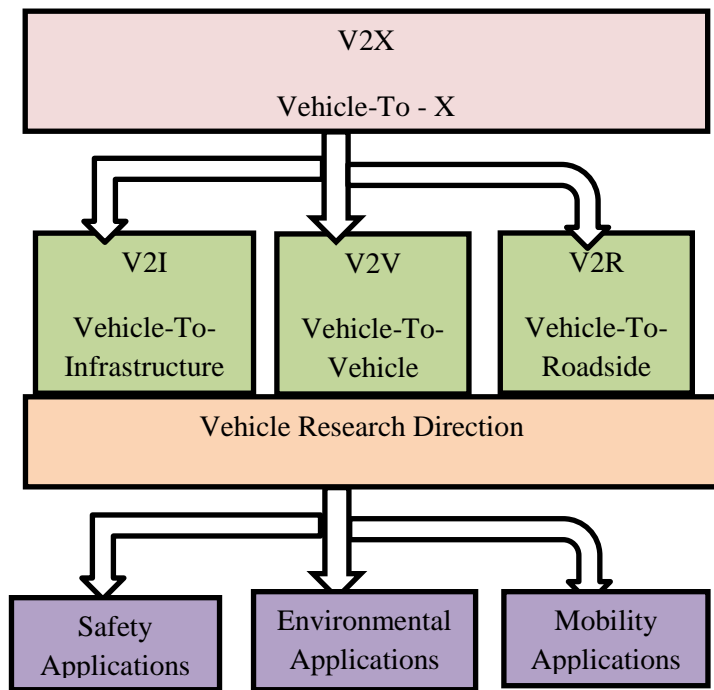 V2X
Vehicle-To - X
V2I
Vehicle-To-
Infrastructure
V2V
Vehicle-To-
Vehicle
V2R
Vehicle-To-
Roadside
Vehicle Research Direction
Safety
Applications
Environmental
Applications
Mobility
Applications